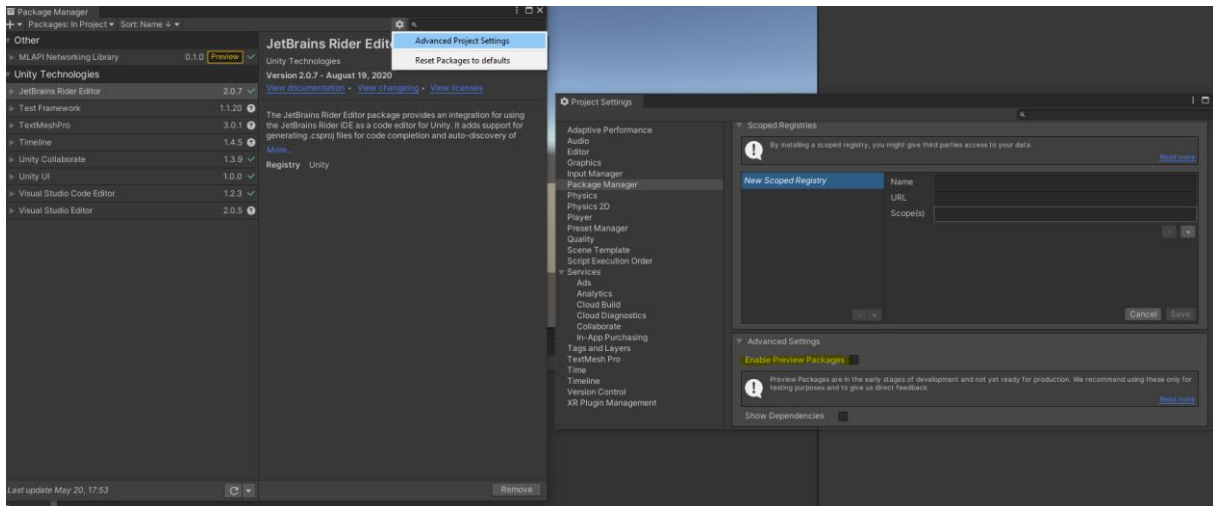 Package Manager
Packages: In Project Sort: Name ↓
Other
MLAPI Networking Library 0.1.0 Preview
Unity Technologies
JetBrains Rider Editor 2.0.7
Test Framework 1.1.20
TextMeshPro 3.0.1
Timeline 1.4.5
Unity Collaborate 1.3.9
Unity UI 1.0.0
Visual Studio Code Editor 1.2.3
Visual Studio Editor 2.0.5
Last update May 20, 17:53
Advanced Project Settings
Reset Packages to defaults
JetBrains Rider Edit
Unity Technologies
Version 2.0.7 - August 19, 2020
View documentation • View changelog • View licenses
The JetBrains Rider Editor package provides an integration for using
the JetBrains Rider IDE as a code editor for Unity. It adds support for
generating .csproj files for code completion and auto-discovery of
More...
Registry Unity
Remove
Project Settings
Adaptive Performance
Audio
Editor
Graphics
Input Manager
Package Manager
Physics
Physics 2D
Player
Preset Manager
Quality
Scene Template
Script Execution Order
Services
Ads
Analytics
Cloud Build
Cloud Diagnostics
Collaborate
In-App Purchasing
Tags and Layers
TextMesh Pro
Time
Timeline
Version Control
XR Plugin Management
Scoped Registries
By installing a scoped registry, you might give third parties access to your data.
Read more
New Scoped Registry
Name
URL
Scope(s)
Cancel Save
Advanced Settings
Enable Preview Packages
Preview Packages are in the early stages of development and not yet ready for production. We recommend using these only for
testing purposes and to give us direct feedback.
Read more
Show Dependencies